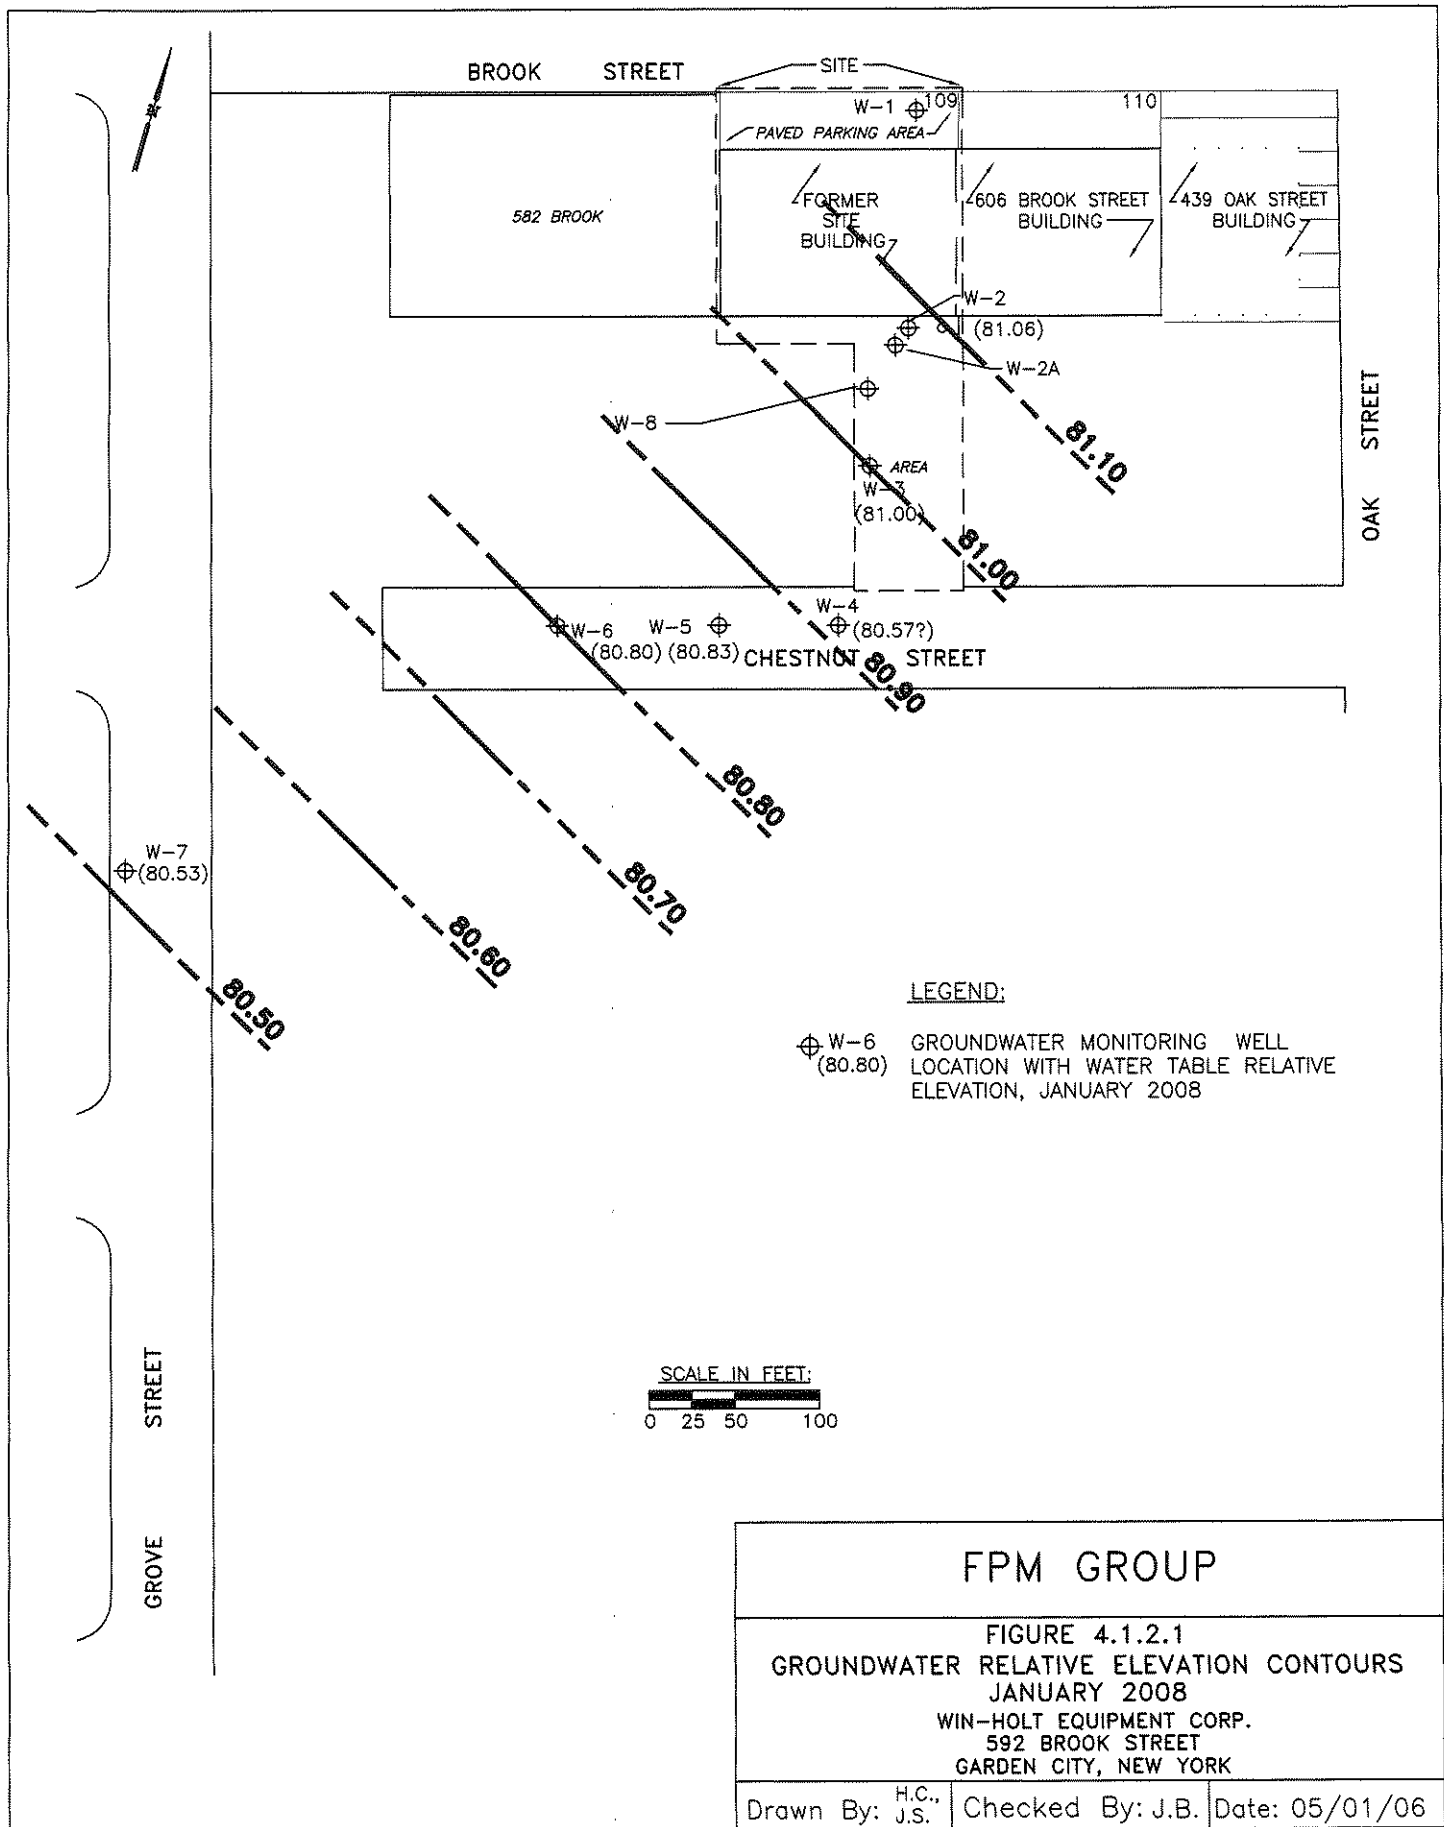 BROOK STREET
SITE
W-1
109
110
PAVED PARKING AREA
582 BROOK
FORMER
SITE
BUILDING
606 BROOK STREET
BUILDING
439 OAK STREET
BUILDING
W-2
(81.06)
W-2A
W-8
AREA
W-3
(81.00)
81.10
81.00
OAK STREET
W-4
(80.57?)
W-5
(80.83)
W-6
(80.80)
CHESTNUT STREET
80.90
80.80
80.70
80.60
80.50
W-7
(80.53)
LEGEND:
W-6
(80.80)
GROUNDWATER MONITORING WELL
LOCATION WITH WATER TABLE RELATIVE
ELEVATION, JANUARY 2008
SCALE IN FEET:
0 25 50 100
GROVE STREET
FPM GROUP
FIGURE 4.1.2.1
GROUNDWATER RELATIVE ELEVATION CONTOURS
JANUARY 2008
WIN-HOLT EQUIPMENT CORP.
592 BROOK STREET
GARDEN CITY, NEW YORK
Drawn By: H.C., J.S.
Checked By: J.B.
Date: 05/01/06